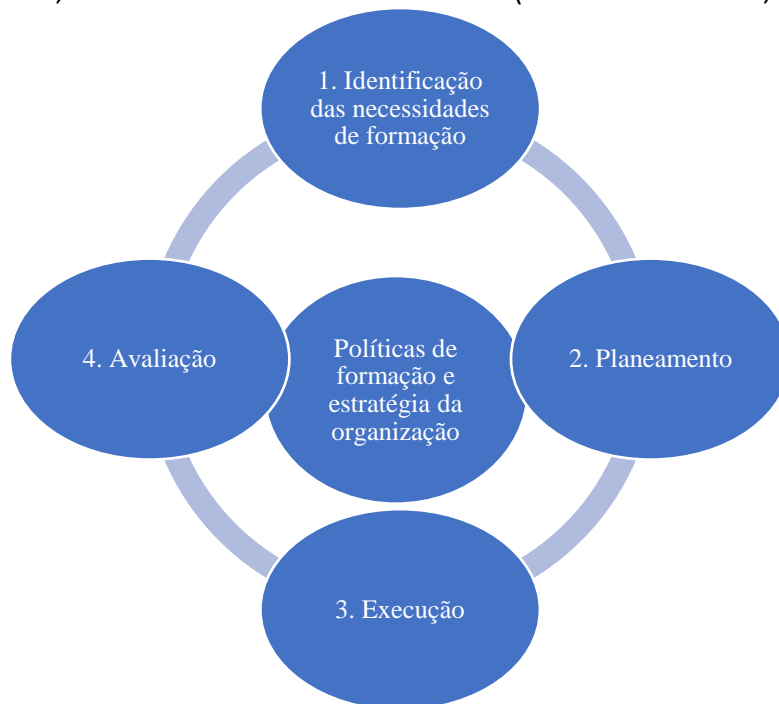 1. Identificação
das necessidades
de formação
4. Avaliação
Políticas de
formação e
estratégia da
organização
2. Planeamento
3. Execução